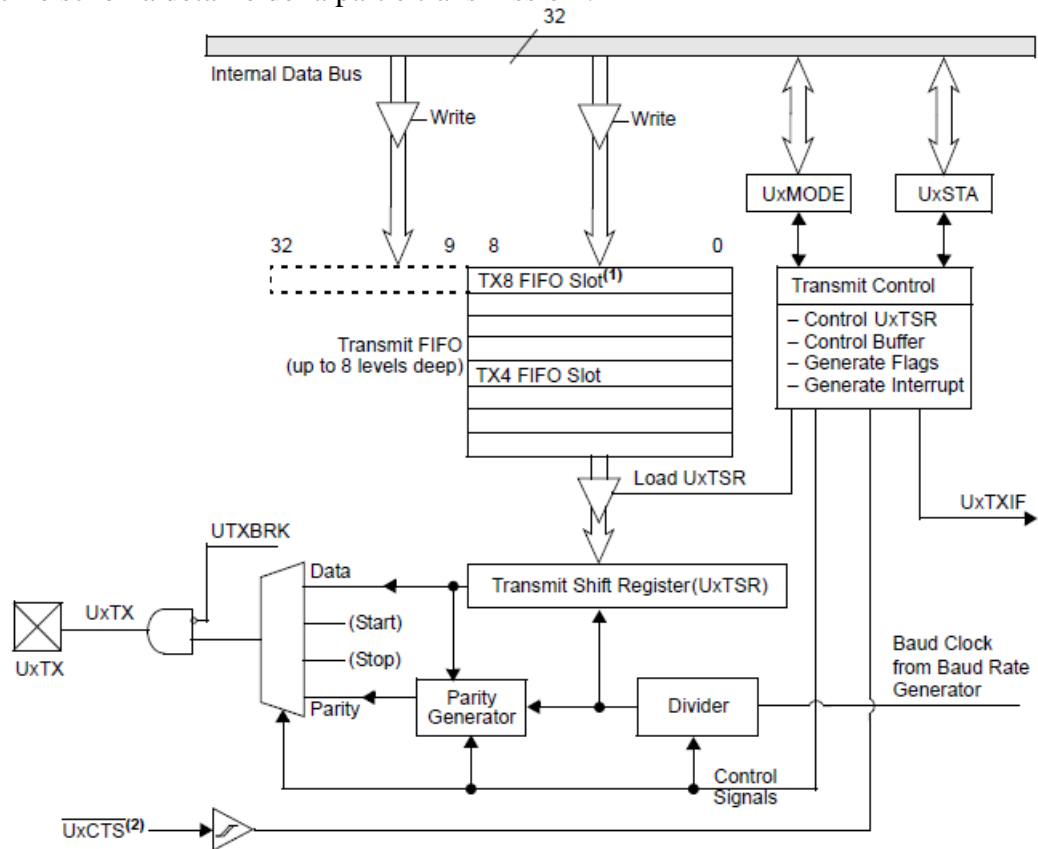 32
Internal Data Bus
Write
Write
UxMODE
UxSTA
32
9
8
0
TX8 FIFO Slot(1)
Transmit Control
– Control UxTSR
– Control Buffer
– Generate Flags
– Generate Interrupt
Transmit FIFO
(up to 8 levels deep)
TX4 FIFO Slot
Load UxTSR
UxTXIF
UTXBRK
Data
Transmit Shift Register(UxTSR)
UxTX
(Start)
(Stop)
UxTX
Baud Clock
from Baud Rate
Generator
Parity
Parity
Generator
Divider
Control
Signals
UxCTS(2)